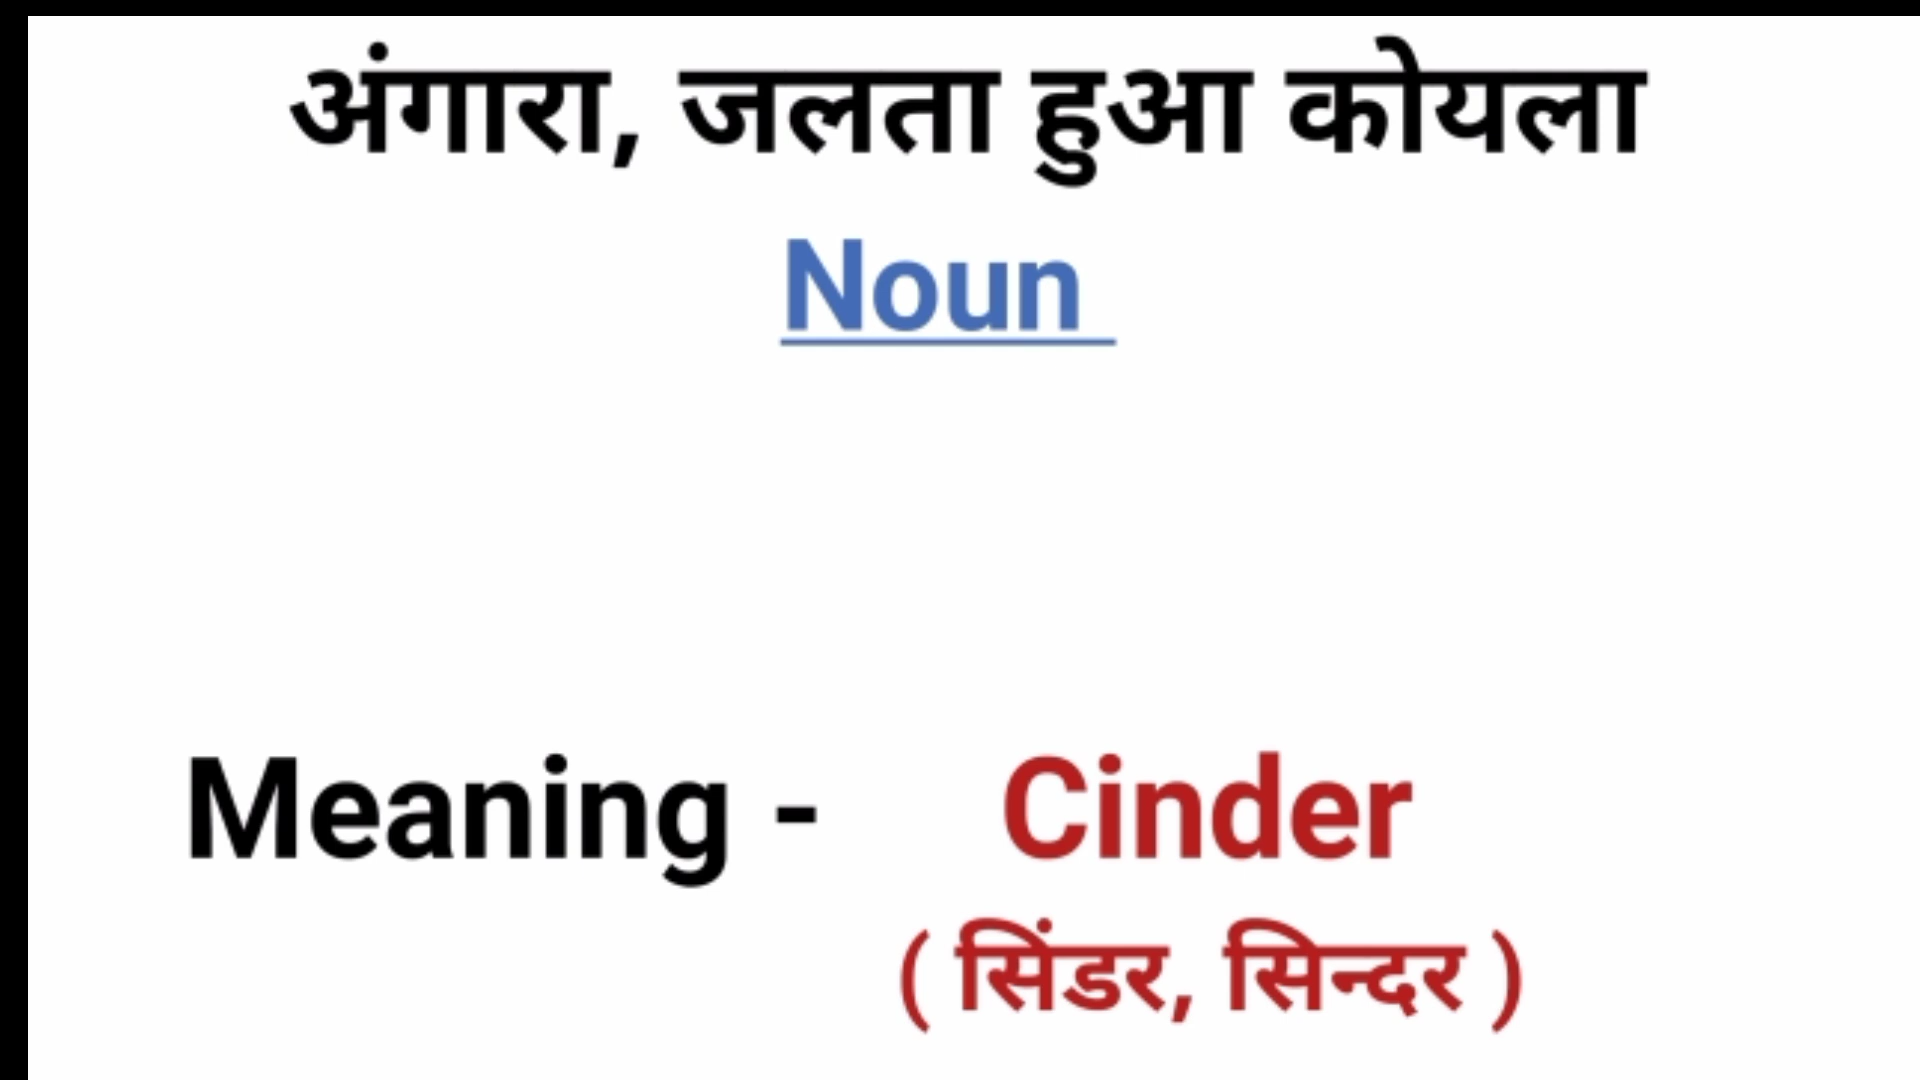 अंगारा, जलता हुआ कोयला
Noun
Meaning - Cinder
( सिंडर, सिन्दर )